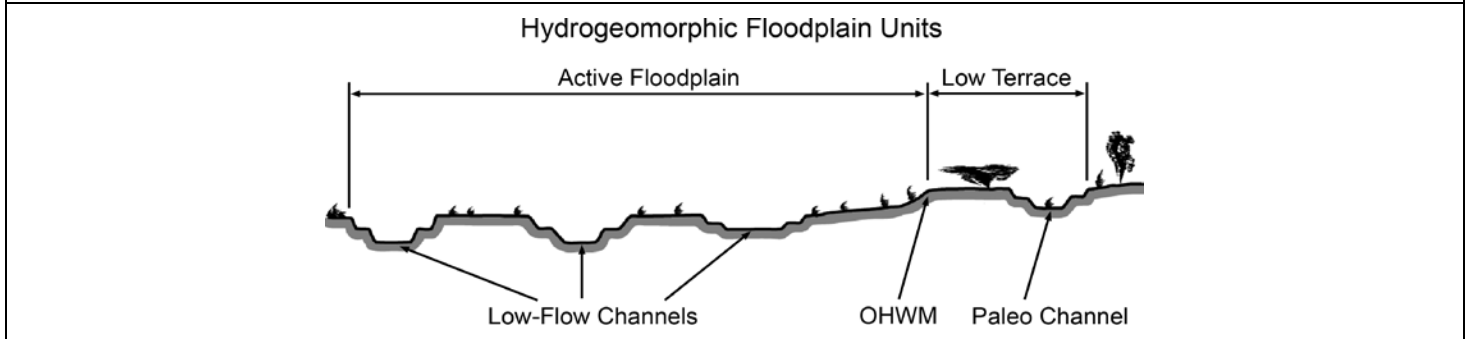 Hydrogeomorphic Floodplain Units
Active Floodplain
Low Terrace
Low-Flow Channels
OHWM
Paleo Channel